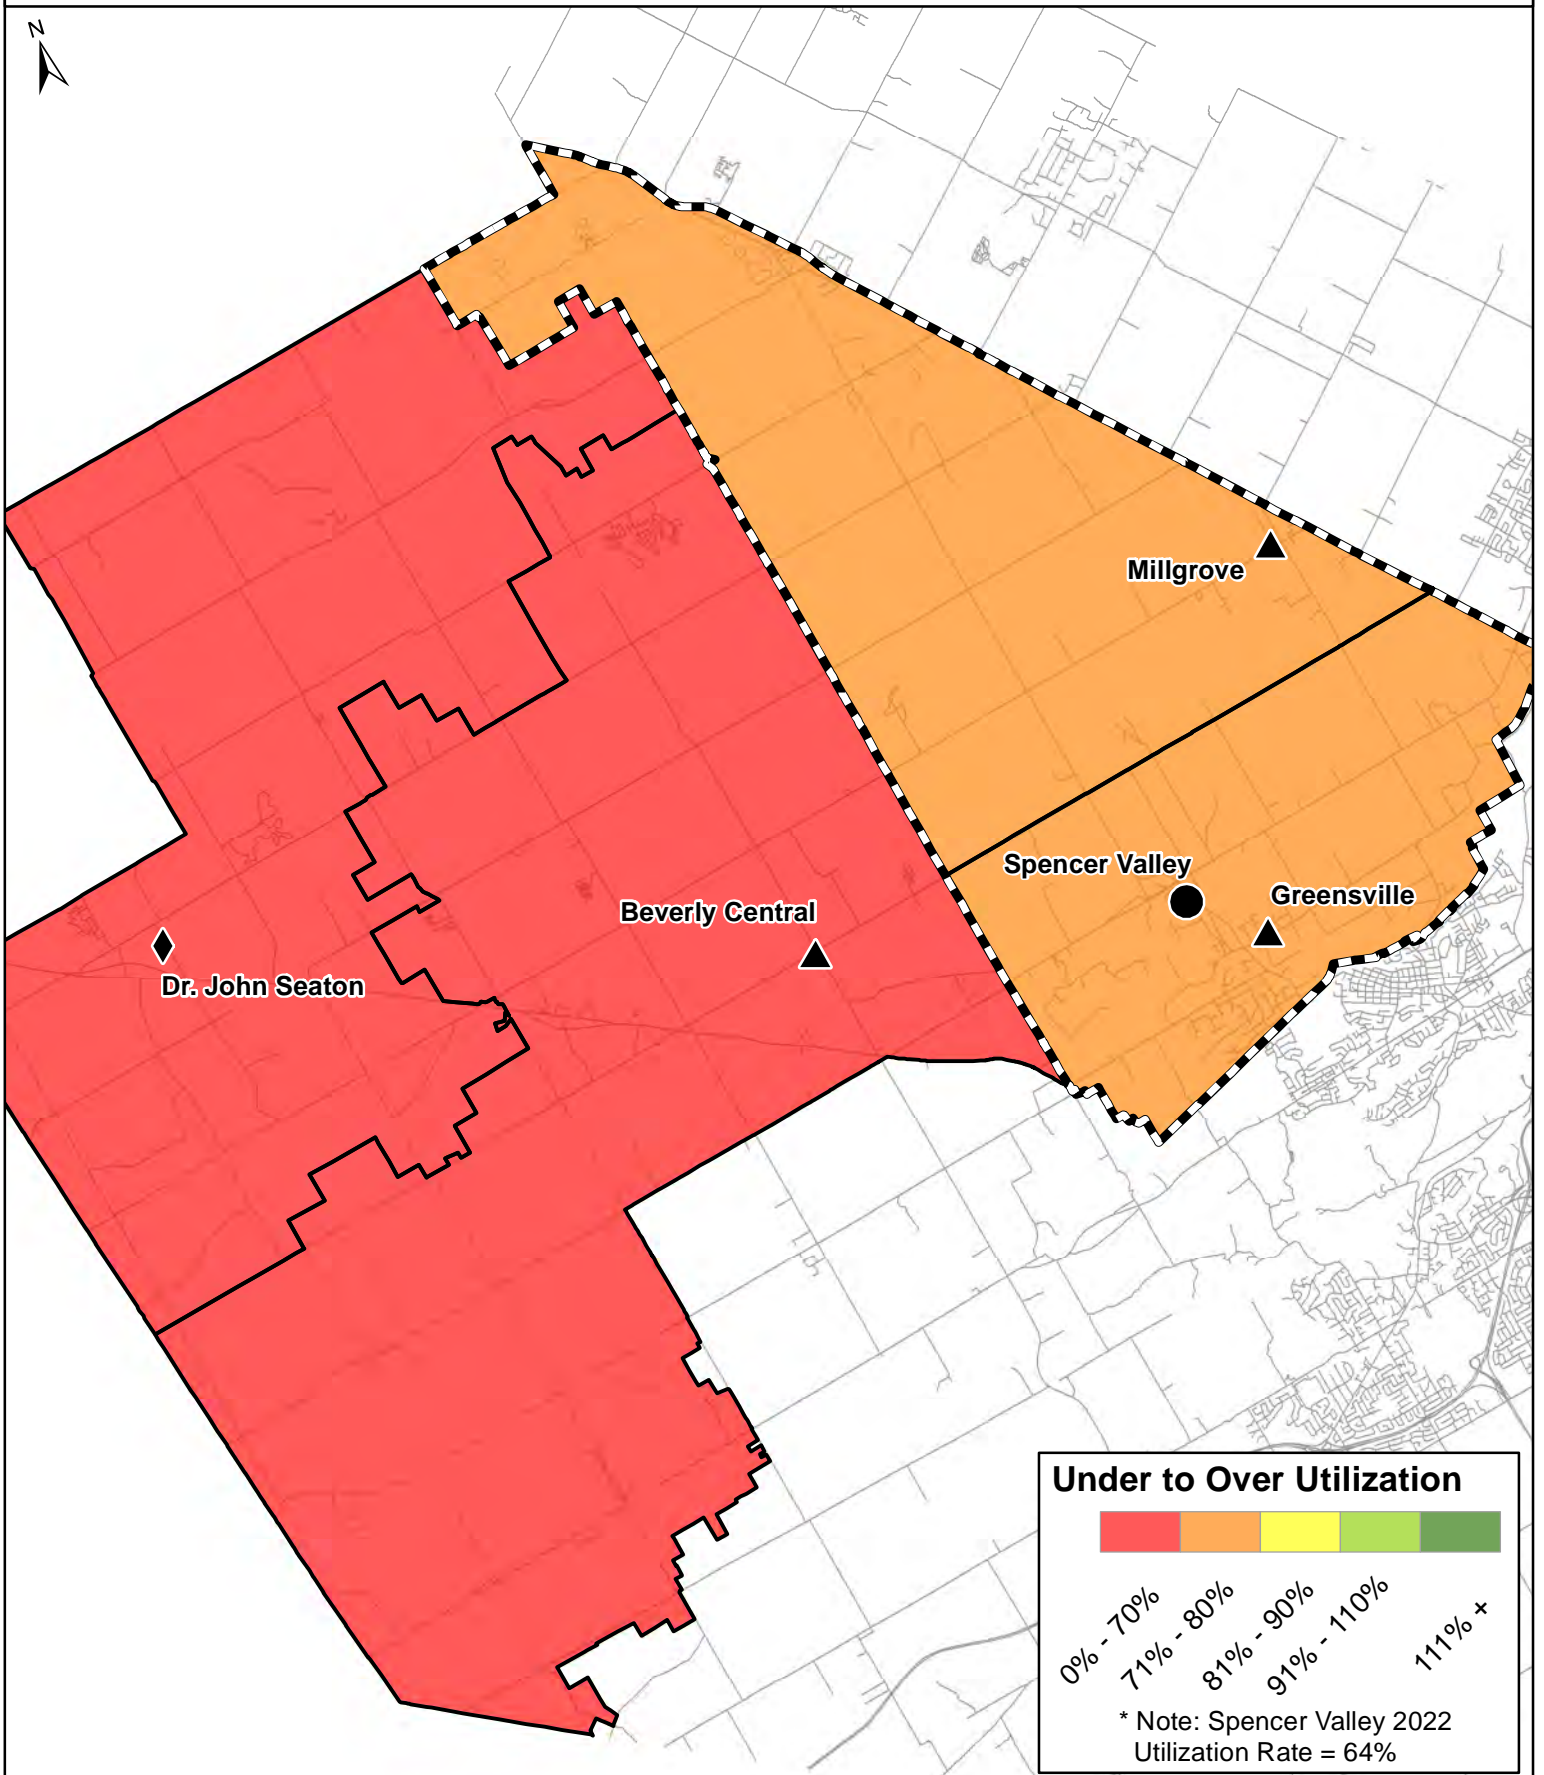 N
Millgrove
Spencer Valley
Greensville
Beverly Central
Dr. John Seaton
Under to Over Utilization
0% - 70%
71% - 80%
81% - 90%
91% - 110%
111% +
* Note: Spencer Valley 2022
Utilization Rate = 64%